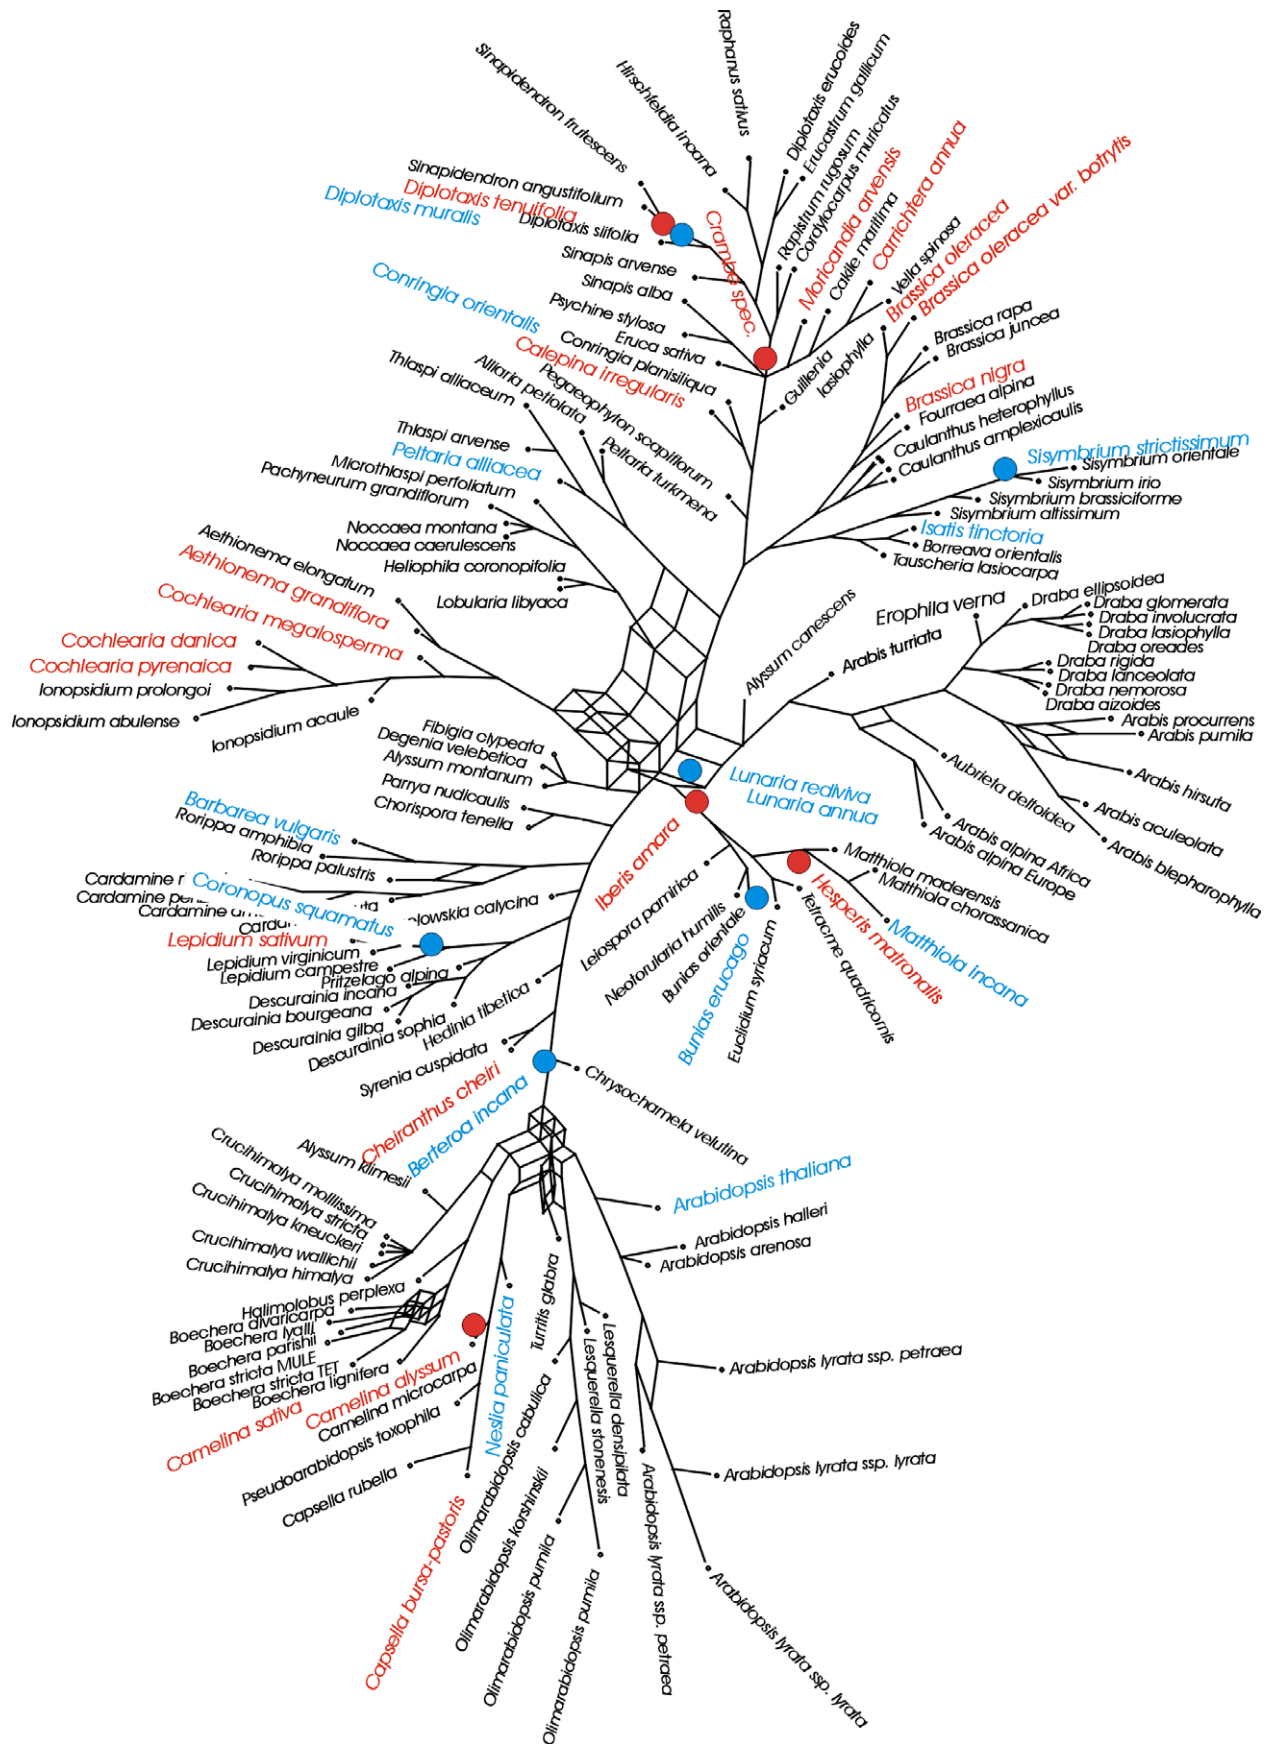 Raphanus sativus
Diplotaxis erucoides
Erucastrum gallicum
Sinapidendron frutescens
Hirschfeldia incana
Rapistrum rugosum
Cordylocarpus muricatus
Moricandia arvensis
Carrichtera annua
Brassica oleracea var. botrytis
Sinapidendron angustifolium
Diplotaxis tenuifolia
Diplotaxis muralis
Diplotaxis siifolia
Crambe spec.
Cakile maritima
Vella spinosa
Brassica oleracea
Sinapis arvense
Sinapis alba
Conringia orientalis
Psychine stylosa
Eruca sativa
Conringia planisiliqua
Calepina irregularis
Guillenia
lasiophylla
Brassica rapa
Brassica juncea
Brassica nigra
Fourraea alpina
Caulanthus heterophyllus
Caulanthus amplexicaulis
Thlaspi alliaceum
Alliaria petiolata
Pegaeophyton scapiflorum
Peltaria turkmena
Thlaspi arvense
Peltaria alliacea
Sisymbrium strictissimum
Sisymbrium orientale
Sisymbrium irio
Sisymbrium brassiciforme
Sisymbrium altissimum
Isatis tinctoria
Borreava orientalis
Tauscheria lasiocarpa
Microthlaspi perfoliatum
Pachyneurum grandiflorum
Noccaea montana
Noccaea caerulescens
Heliophila coronopifolia
Lobularia libyaca
Aethionema elongatum
Aethionema grandiflora
Cochlearia megalosperma
Cochlearia danica
Cochlearia pyrenaica
Ionopsidium prolongoi
Ionopsidium abulense
Ionopsidium acaule
Alyssum canescens
Arabis turriata
Erophila verna
Draba ellipsoidea
Draba glomerata
Draba involucrata
Draba lasiophylla
Draba oreades
Draba rigida
Draba lanceolata
Draba nemorosa
Draba aizoides
Arabis procurrens
Arabis pumila
Arabis hirsuta
Arabis aculeolata
Arabis blepharophylla
Aubrieta deltoidea
Arabis alpina Africa
Arabis alpina Europe
Fibigia clypeata
Degenia velebetica
Alyssum montanum
Parrya nudicaulis
Chorispora tenella
Lunaria rediviva
Lunaria annua
Iberis amara
Barbarea vulgaris
Rorippa amphibia
Rorippa palustris
Cardamine
Coronopus squamatus
Cardamine
Cardamine
lowskia calycina
Lepidium sativum
Lepidium virginicum
Lepidium campestre
Pritzelago alpina
Descurainia incana
Descurainia bourgeana
Descurainia gilba
Descurainia sophia
Hedinia tibetica
Syrenia cuspidata
Leiospora pamirica
Neotorularia humilis
Bunias orientale
Bunias erucago
Euclidium syriacum
Tetracme quadricornis
Hesperis matronalis
Matthiola maderensis
Matthiola chorassanica
Matthiola incana
Cheiranthus cheiri
Berteroa incana
Chrysochamela velutina
Alyssum klimesii
Crucihimalya molllissima
Crucihimalya stricta
Crucihimalya kneuckeri
Crucihimalya wallichii
Crucihimalya himalya
Arabidopsis thaliana
Arabidopsis halleri
Arabidopsis arenosa
Halimolobus perplexa
Boechera divaricarpa
Boechera lyalli
Boechera parishii
Boechera stricta MULE
Boechera stricta TET
Boechera lignifera
Camelina sativa
Camelina alyssum
Camelina microcarpa
Pseudoarabidopsis toxophila
Capsella rubella
Capsella bursa-pastoris
Neslia paniculata
Turritis glabra
Olimarabidopsis cabulica
Olimarabidopsis korshinskii
Olimarabidopsis pumila
Olimarabidopsis pumila
Lesquerella stonenesis
Lesquerella densipilata
Arabidopsis lyrata ssp. petraea
Arabidopsis lyrata ssp. petraea
Arabidopsis lyrata ssp. lyrata
Arabidopsis lyrata ssp. lyrata